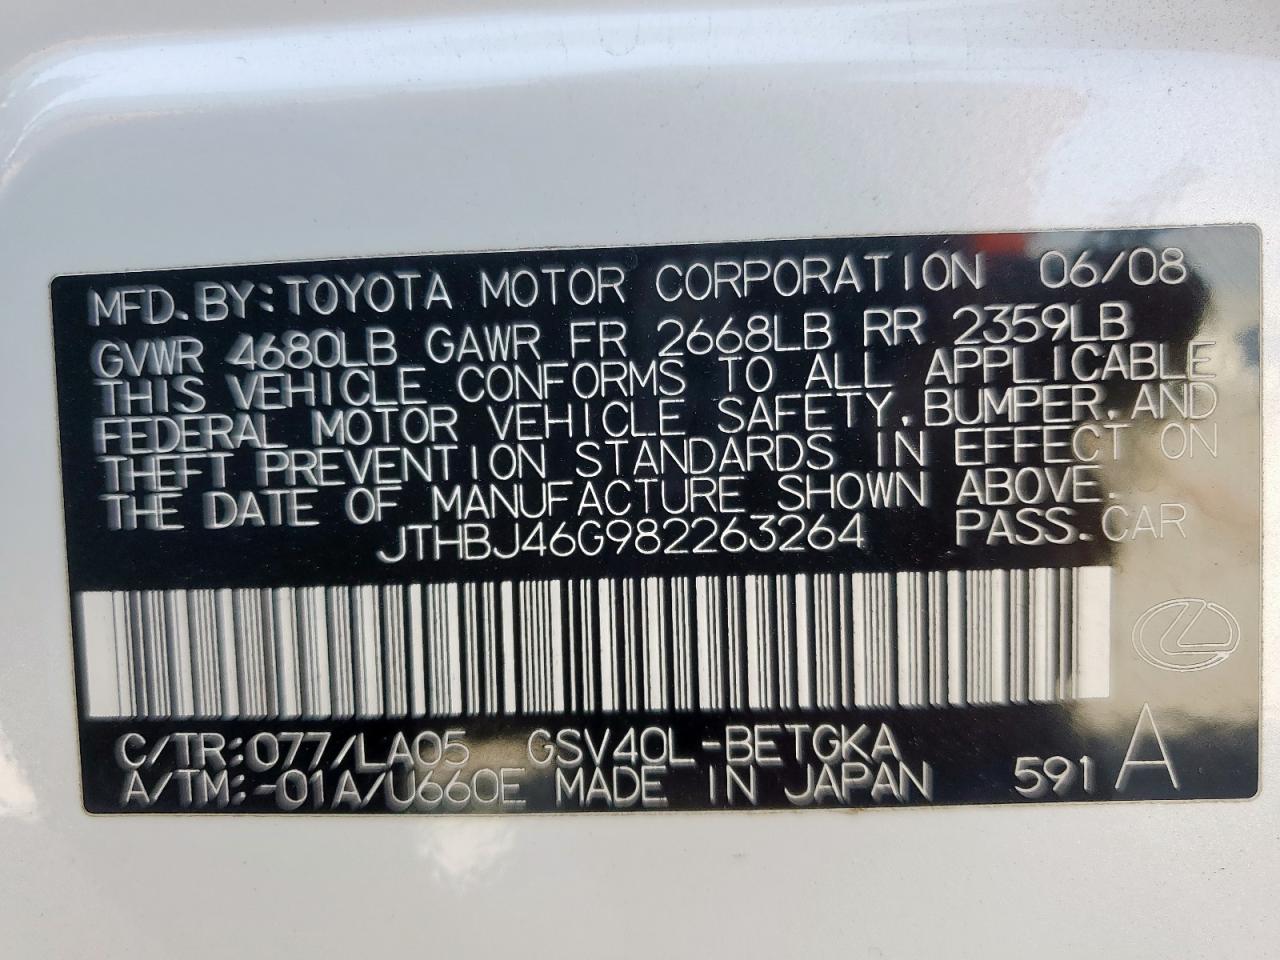 MFD. BY: TOYOTA MOTOR CORPORATION 06/08
GVWR 4680LB GAWR FR 2668LB RR 2359LB
THIS VEHICLE CONFORMS TO ALL APPLICABLE
FEDERAL MOTOR VEHICLE SAFETY, BUMPER, AND
THEFT PREVENTION STANDARDS IN EFFECT ON
THE DATE OF MANUFACTURE SHOWN ABOVE.
JTHBJ46G982263264 PASS. CAR
C/TR: 077/LA05 GSV40L-BETGKA
A/TM: -01A/U660E MADE IN JAPAN 591 A